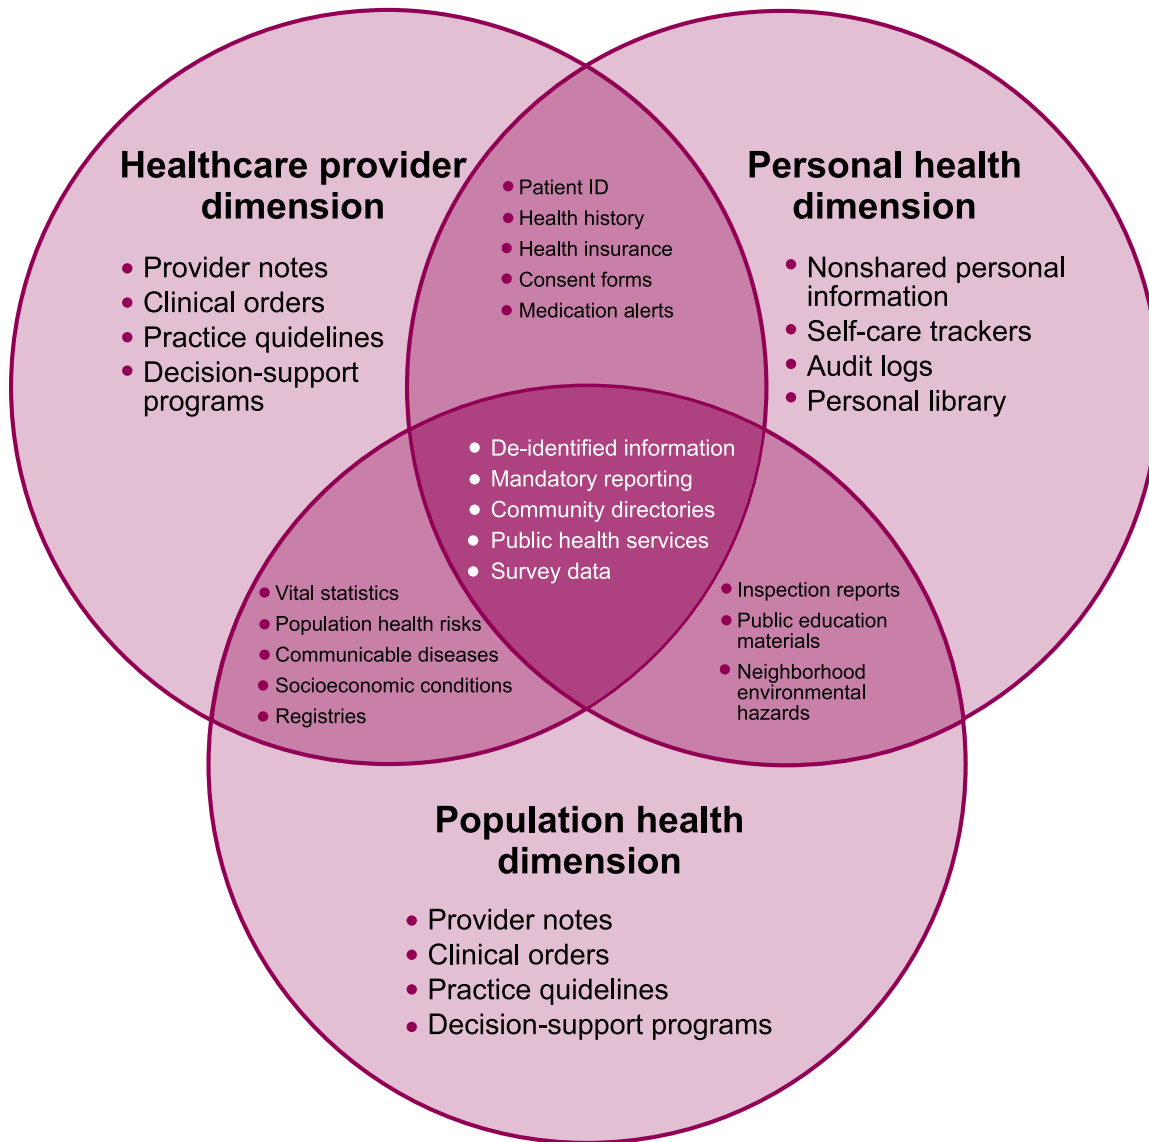 Healthcare provider
dimension
• Provider notes
• Clinical orders
• Practice quidelines
• Decision-support
programs
• Patient ID
• Health history
• Health insurance
• Consent forms
• Medication alerts
Personal health
dimension
• Nonshared personal
information
• Self-care trackers
• Audit logs
• Personal library
• De-identified information
• Mandatory reporting
• Community directories
• Public health services
• Survey data
• Vital statistics
• Population health risks
• Communicable diseases
• Socioeconomic conditions
• Registries
• Inspection reports
• Public education
materials
• Neighborhood
environmental
hazards
Population health
dimension
• Provider notes
• Clinical orders
• Practice quidelines
• Decision-support programs